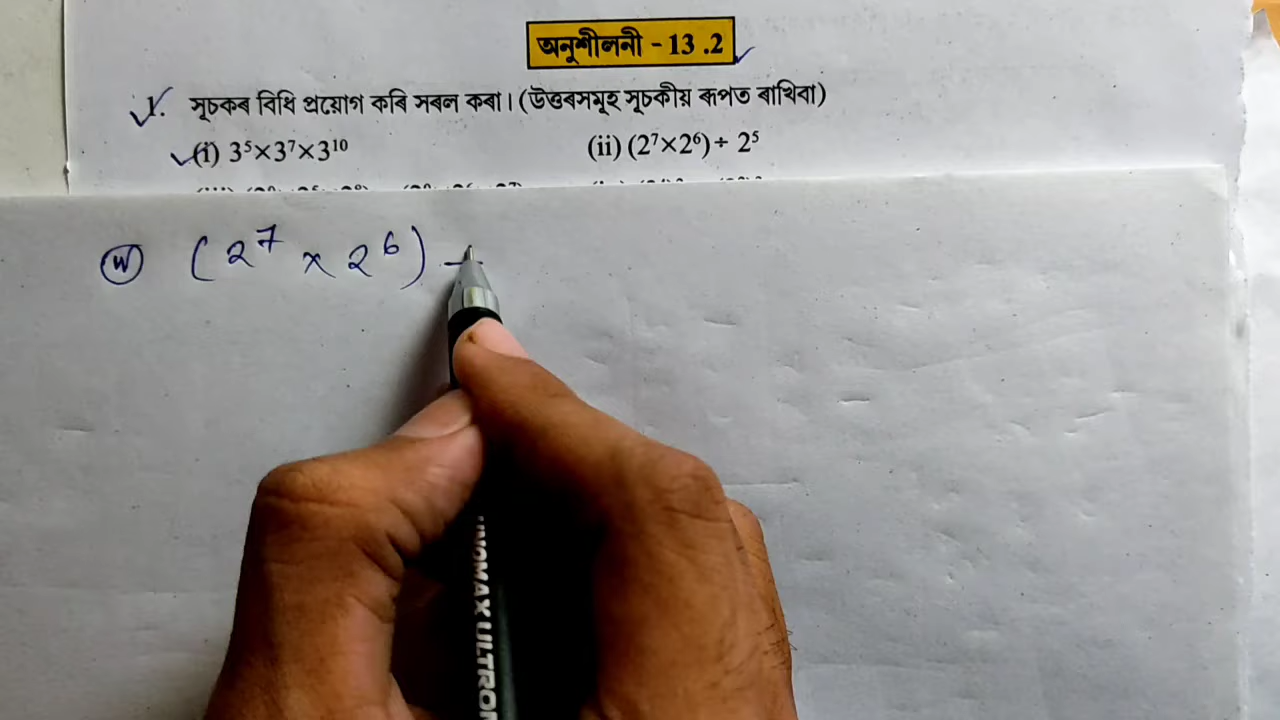 অনুশীলনী - 13.2
1. সূচকৰ বিধি প্ৰয়োগ কৰি সৰল কৰা। (উত্তৰসমূহ সূচকীয় ৰূপত ৰাখিবা)
(i) 3⁵×3⁷×3¹⁰ (ii) (2⁷×2⁶)÷ 2⁵
(ii) (2⁷ × 2⁶) ÷